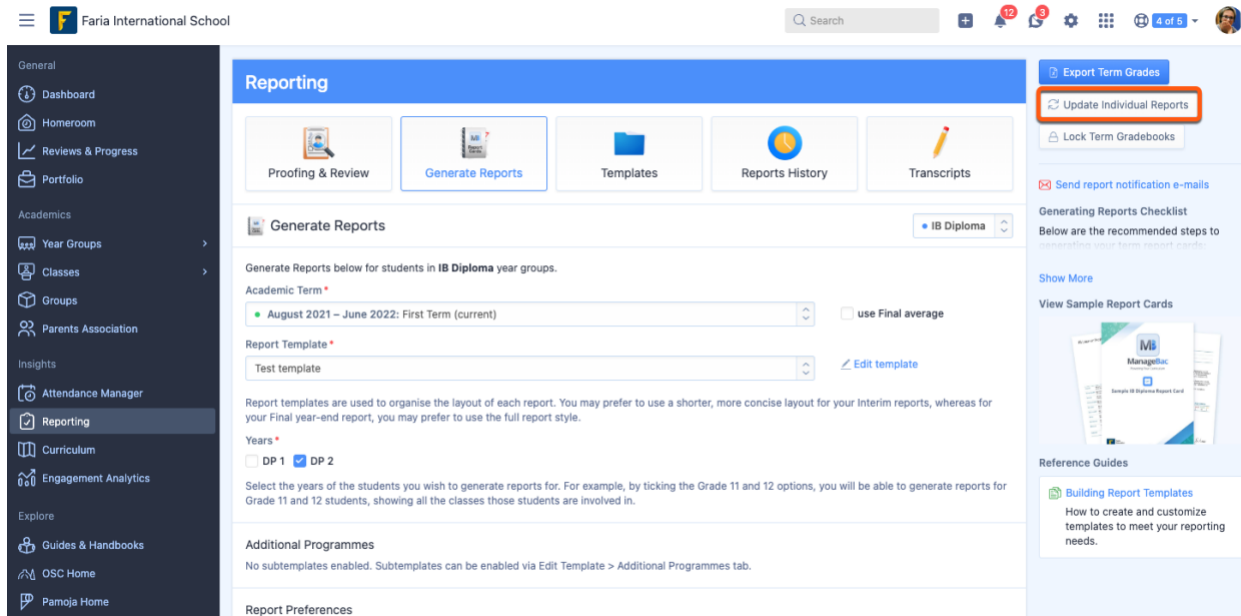 Faria International School
Search
12
3
4 of 5
General
Dashboard
Homeroom
Reviews & Progress
Portfolio
Academics
Year Groups
Classes
Groups
Parents Association
Insights
Attendance Manager
Reporting
Curriculum
Engagement Analytics
Explore
Guides & Handbooks
OSC Home
Pamoja Home
Reporting
Proofing & Review
Generate Reports
Templates
Reports History
Transcripts
Generate Reports
IB Diploma
Generate Reports below for students in IB Diploma year groups.
Academic Term *
August 2021 – June 2022: First Term (current)
use Final average
Report Template *
Test template
Edit template
Report templates are used to organise the layout of each report. You may prefer to use a shorter, more concise layout for your Interim reports, whereas for
your Final year-end report, you may prefer to use the full report style.
Years *
DP 1
DP 2
Select the years of the students you wish to generate reports for. For example, by ticking the Grade 11 and 12 options, you will be able to generate reports for
Grade 11 and 12 students, showing all the classes those students are involved in.
Additional Programmes
No subtemplates enabled. Subtemplates can be enabled via Edit Template > Additional Programmes tab.
Report Preferences
Export Term Grades
Update Individual Reports
Lock Term Gradebooks
Send report notification e-mails
Generating Reports Checklist
Below are the recommended steps to
generating your term report cards:
Show More
View Sample Report Cards
MB
ManageBac
Sample IB Diploma Report Card
Reference Guides
Building Report Templates
How to create and customize
templates to meet your reporting
needs.